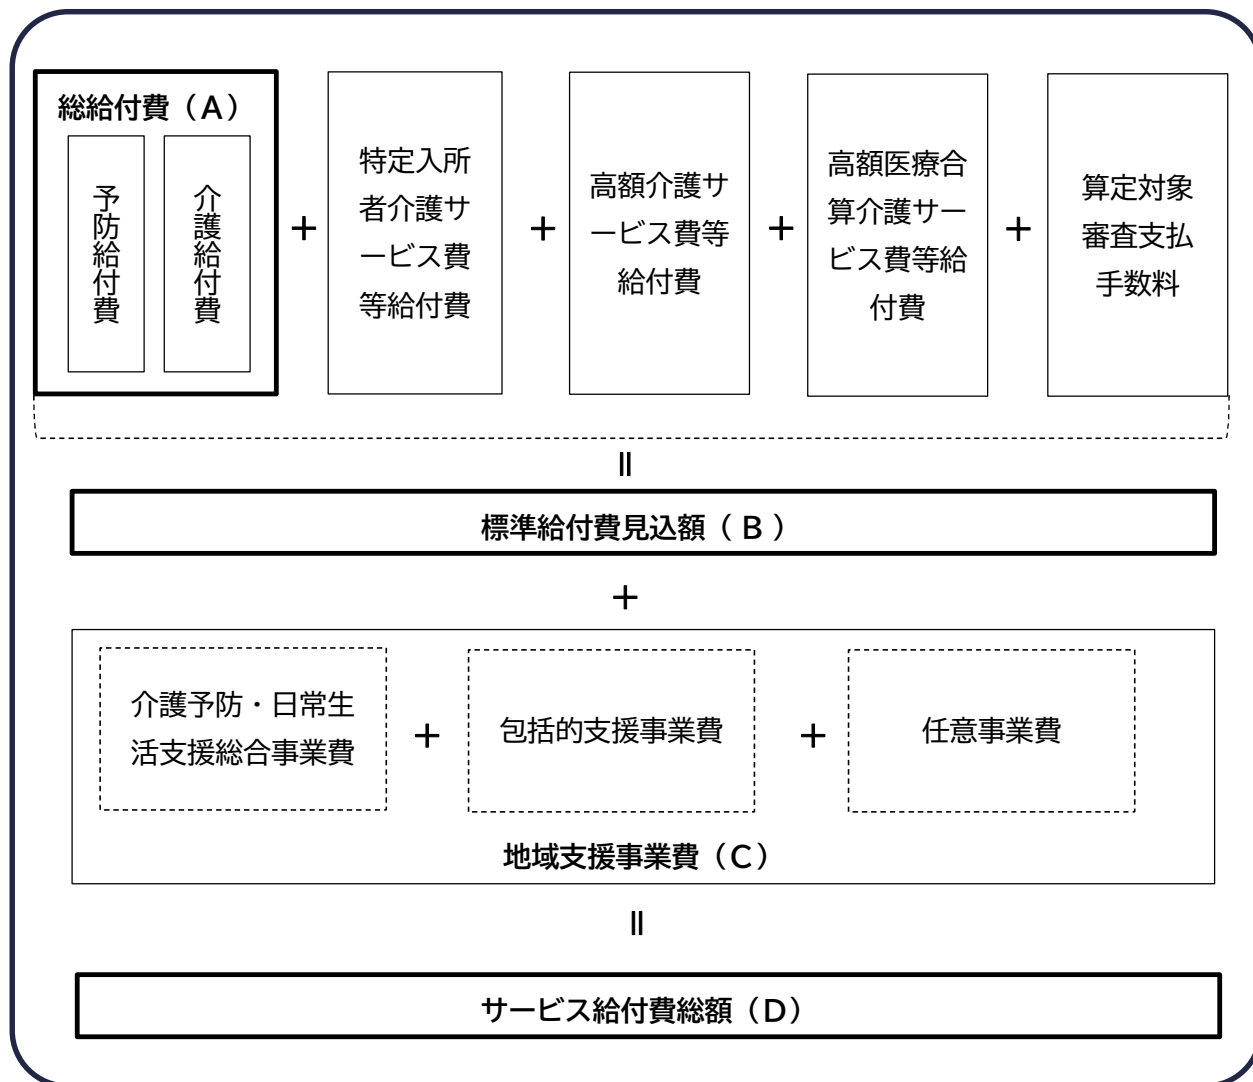 総給付費（A）
予防給付費
介護給付費
＋
特定入所
者介護サ
ービス費
等給付費
＋
高額介護サ
ービス費等
給付費
＋
高額医療合
算介護サー
ビス費等給
付費
＋
算定対象
審査支払
手数料
＝
標準給付費見込額（ B ）
＋
介護予防・日常生
活支援総合事業費
＋
包括的支援事業費
＋
任意事業費
地域支援事業費（C）
＝
サービス給付費総額（D）